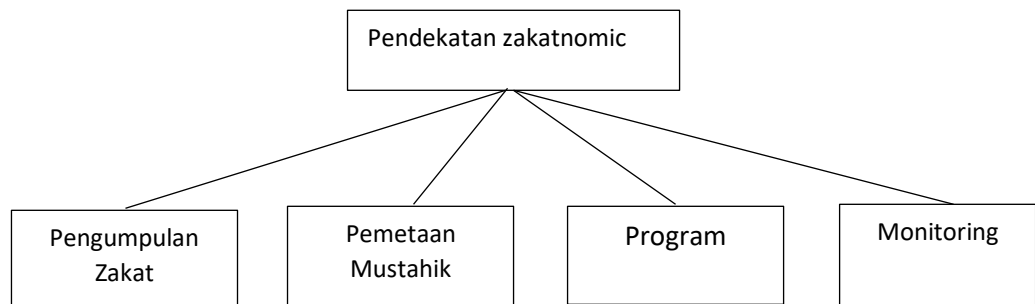 Pendekatan zakatnomic
Pengumpulan
Zakat
Pemetaan
Mustahik
Program
Monitoring